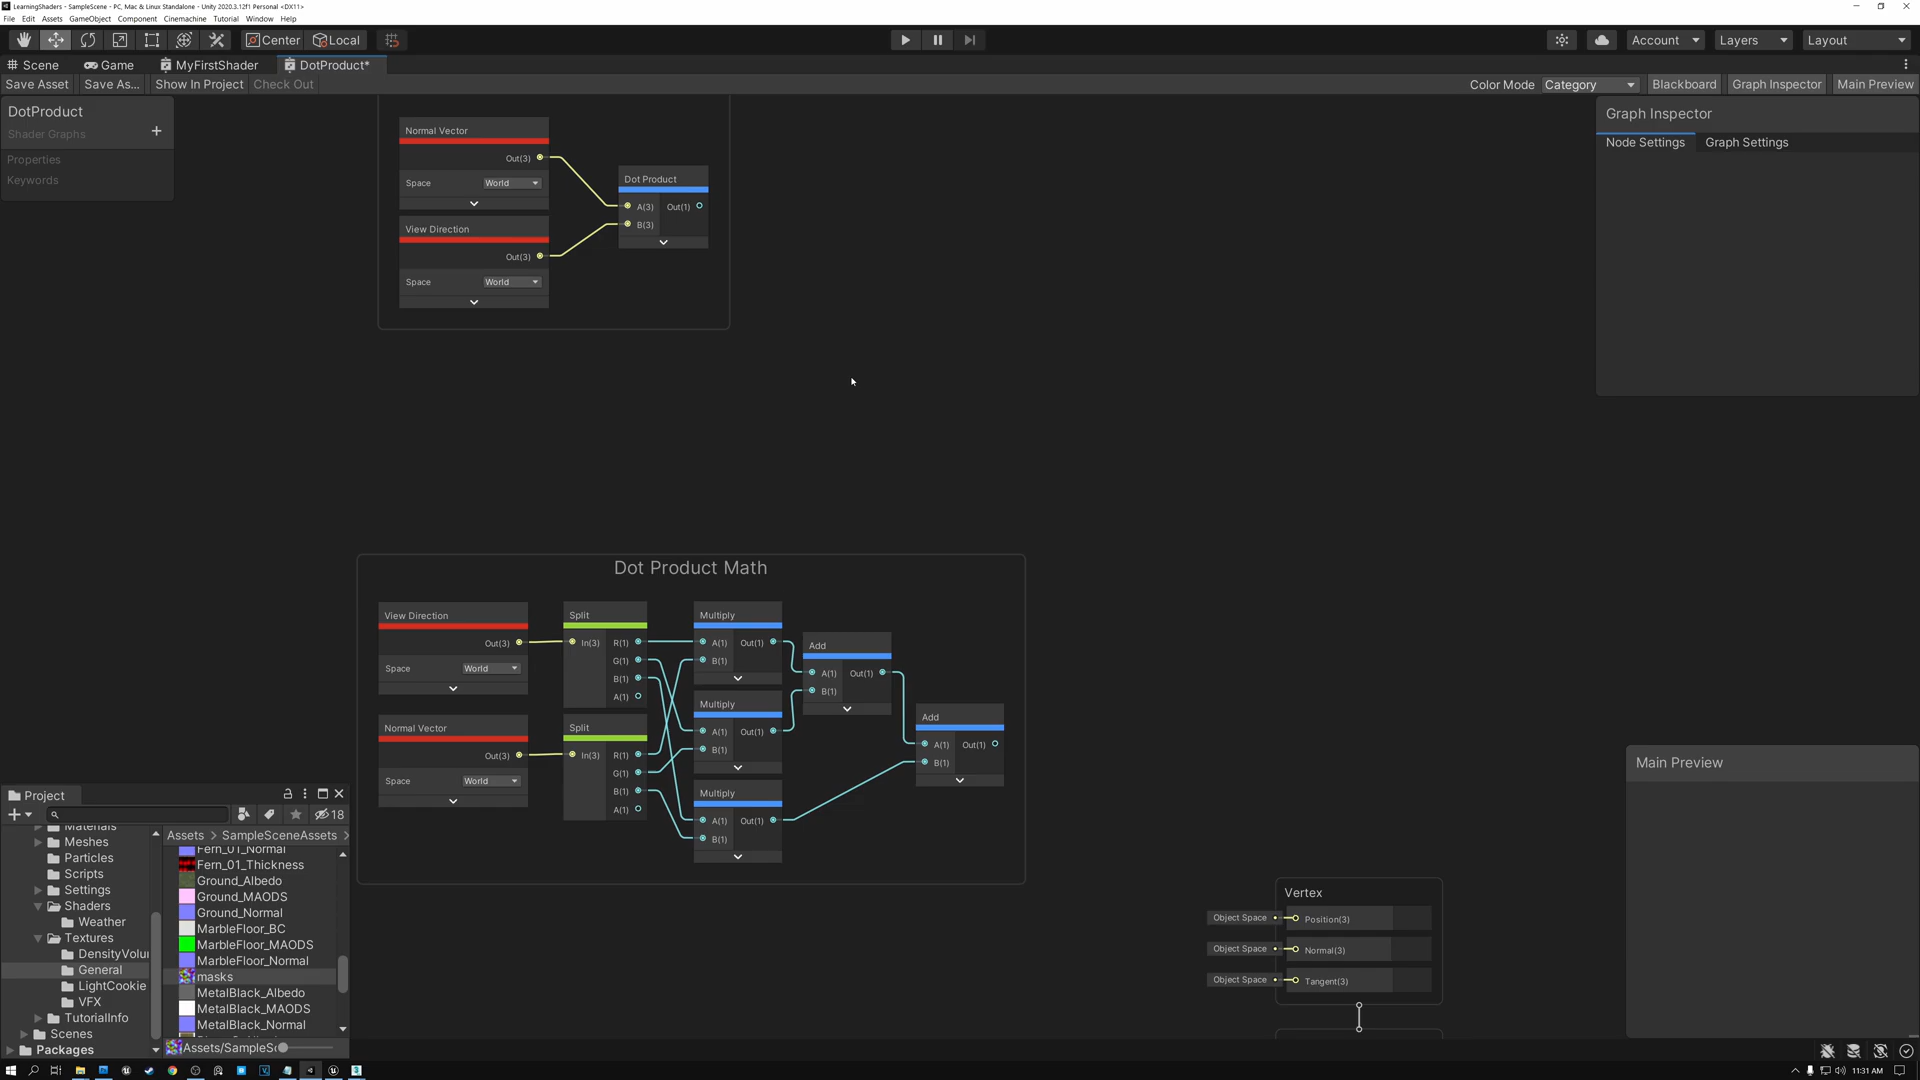 LearningShaders - SampleScene - PC, Mac & Linux Standalone - Unity 2020.3.12f1 Personal <DX11>
File Edit Assets GameObject Component Cinemachine Tutorial Window Help
Center Local Account Layers Layout
Scene Game MyFirstShader DotProduct*
Save Asset Save As... Show In Project Check Out Color Mode Category Blackboard Graph Inspector Main Preview
DotProduct
Shader Graphs
Properties
Keywords
Normal Vector
Out(3)
Space World
View Direction
Out(3)
Space World
Dot Product
A(3) Out(1)
B(3)
Graph Inspector
Node Settings Graph Settings
Dot Product Math
View Direction
Out(3)
Space World
Normal Vector
Out(3)
Space World
Split
In(3) R(1)
G(1)
B(1)
A(1)
Split
In(3) R(1)
G(1)
B(1)
A(1)
Multiply
A(1) Out(1)
B(1)
Multiply
A(1) Out(1)
B(1)
Multiply
A(1) Out(1)
B(1)
Add
A(1) Out(1)
B(1)
Add
A(1) Out(1)
B(1)
Main Preview
Vertex
Object Space Position(3)
Object Space Normal(3)
Object Space Tangent(3)
Project
18
Materials
Meshes
Particles
Scripts
Settings
Shaders
Weather
Textures
DensityVolu
General
LightCookie
VFX
TutorialInfo
Scenes
Packages
Assets > SampleSceneAssets >
Fern_01_Normal
Fern_01_Thickness
Ground_Albedo
Ground_MAODS
Ground_Normal
MarbleFloor_BC
MarbleFloor_MAODS
MarbleFloor_Normal
masks
MetalBlack_Albedo
MetalBlack_MAODS
MetalBlack_Normal
Assets/SampleSc
11:31 AM